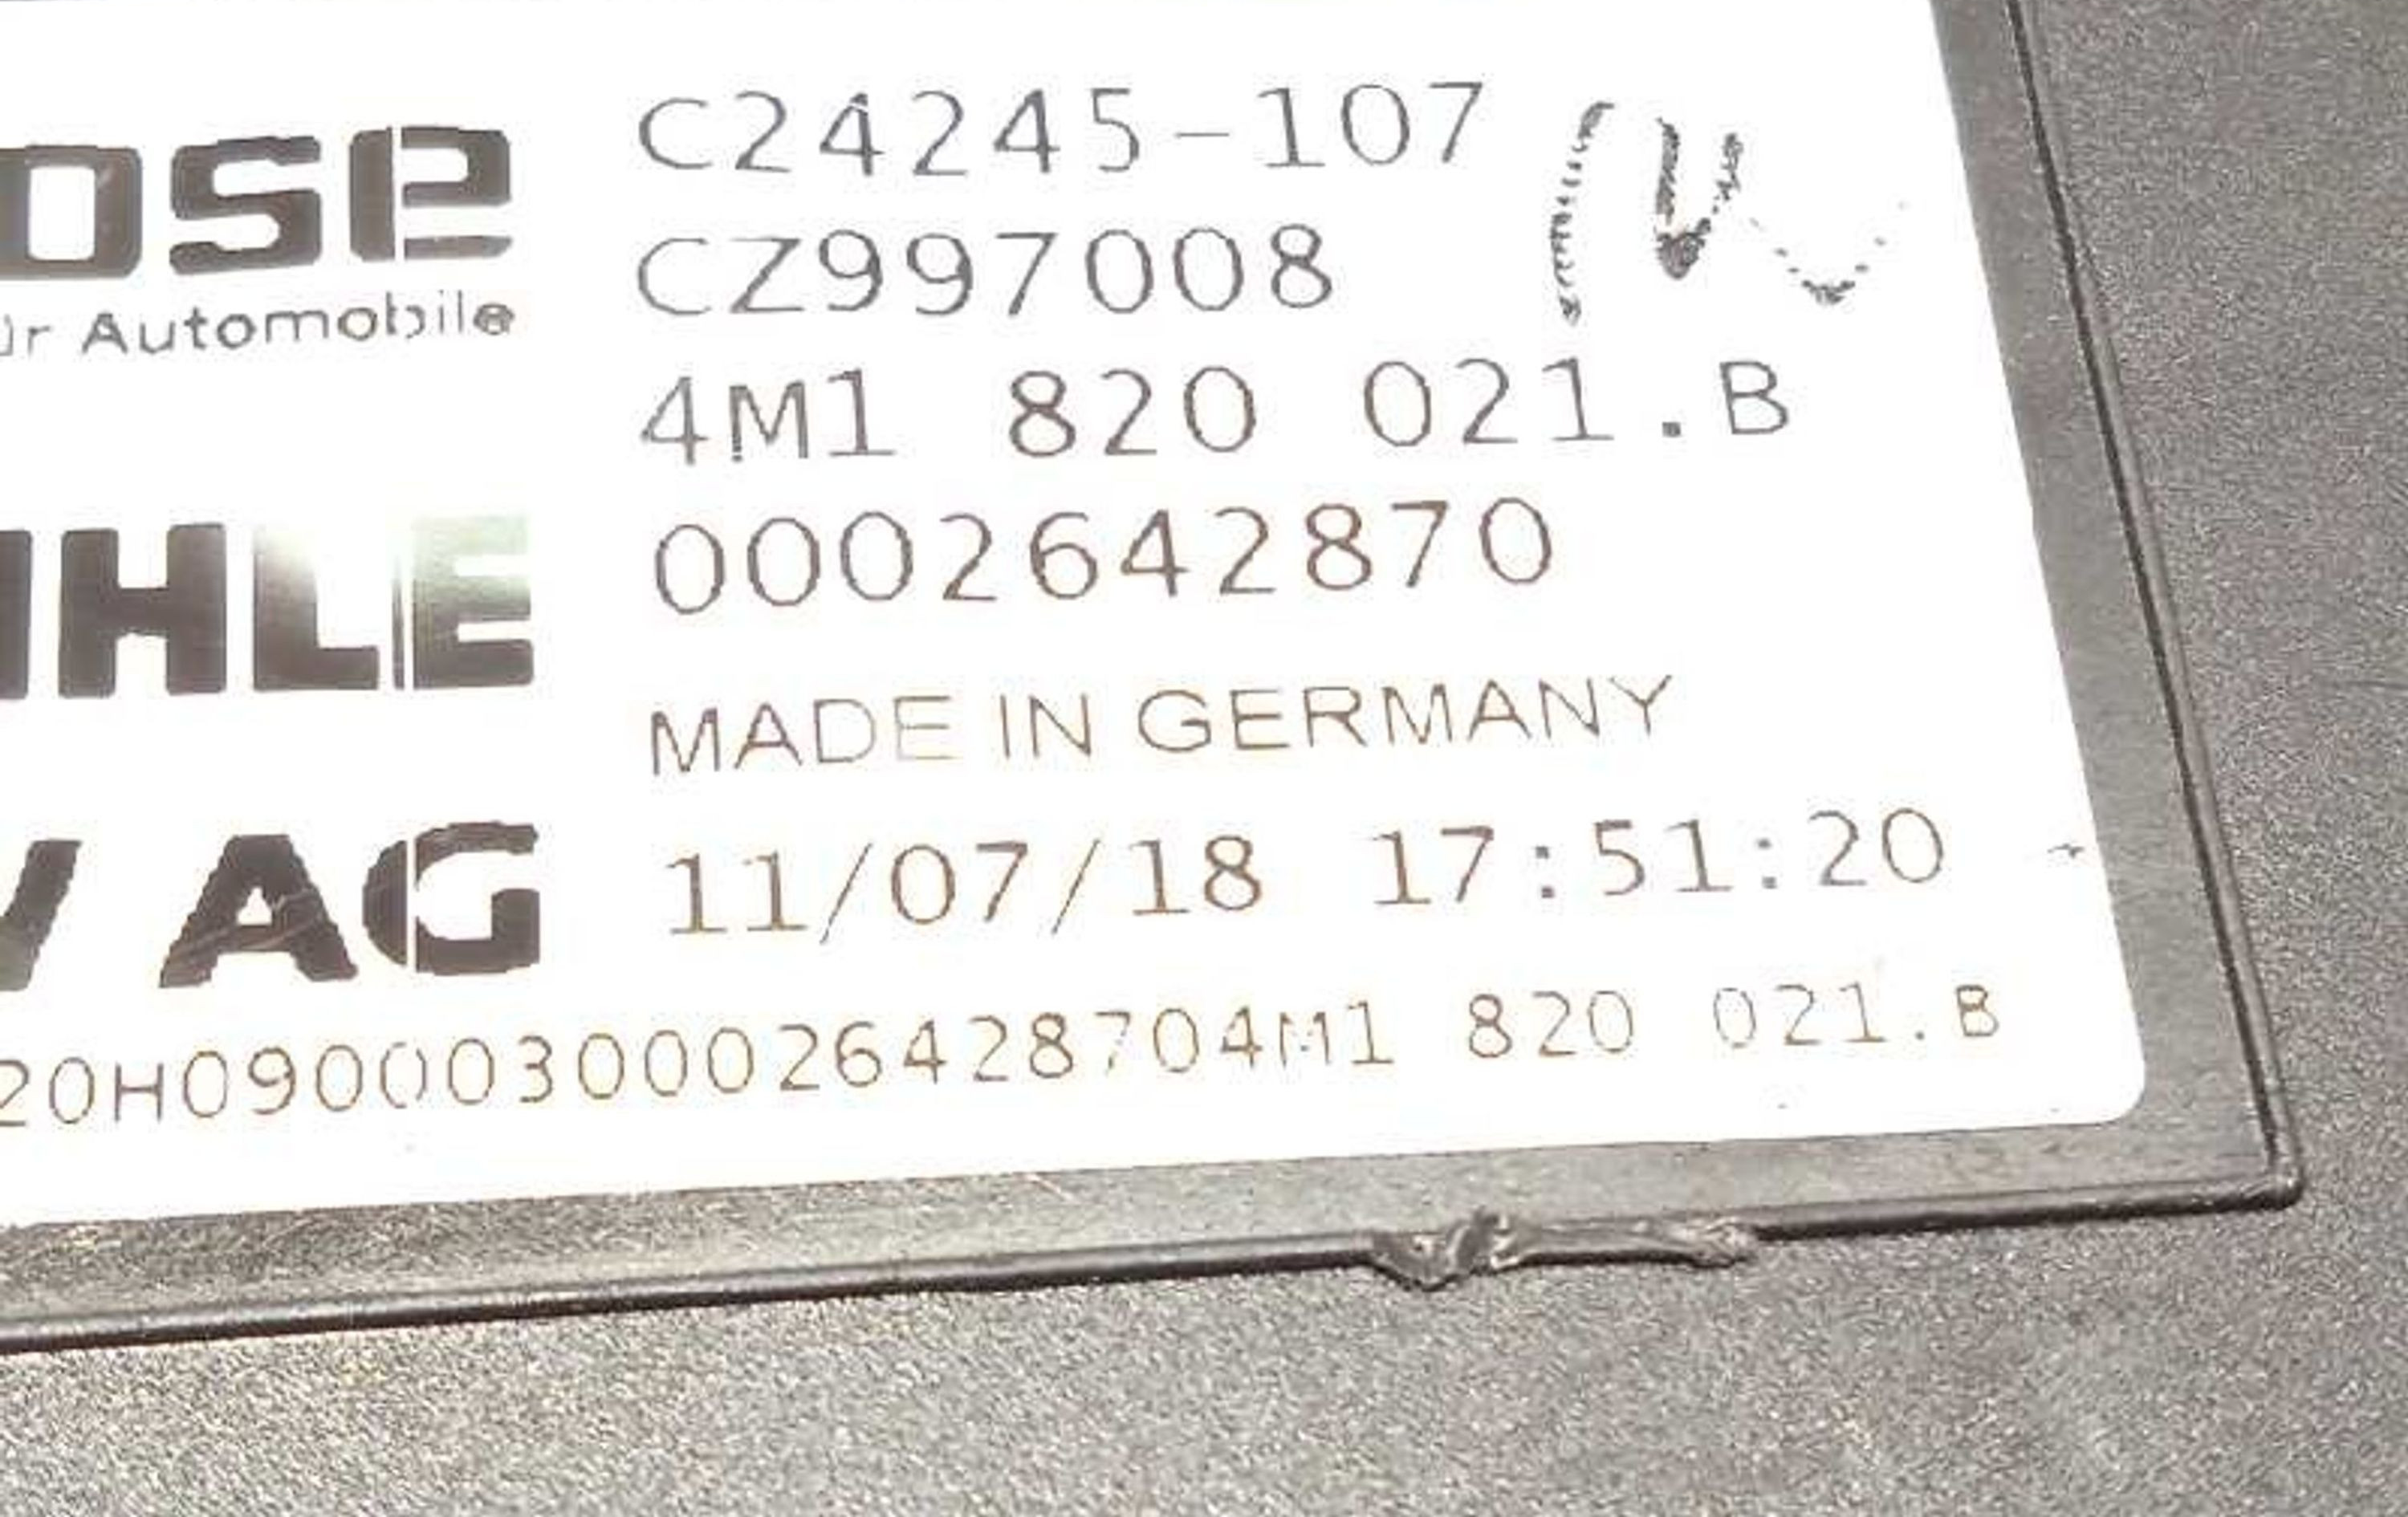 ose C24245-107
CZ997008
ür Automobile
4M1 820 021.B
0002642870
HLE
MADE IN GERMANY
AG 11/07/18 17:51:20
20H09000300026428704M1 820 021.B